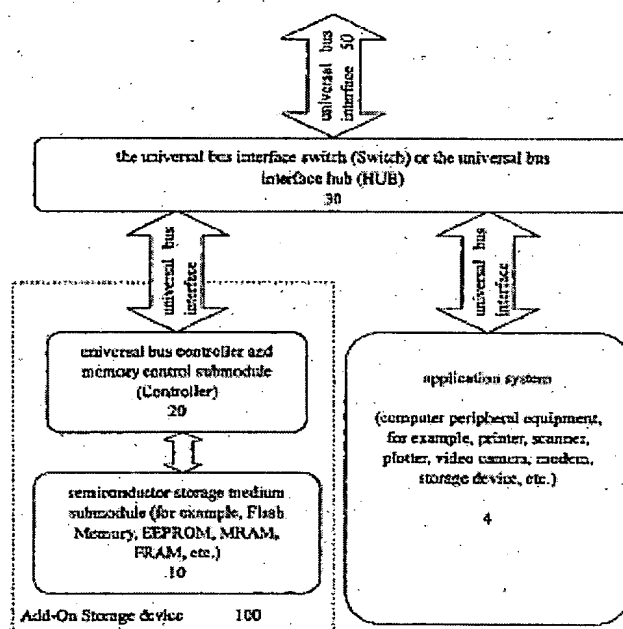 universal bus
interface 50
the universal bus interface switch (Switch) or the universal bus
interface hub (HUB)
30
universal bus
interface
universal bus
interface
universal bus controller and
memory control submodule
(Controller)
20
semiconductor storage medium
submodule (for example, Flash
Memory, EEPROM, MRAM,
FRAM, etc.)
10
Add-On Storage device 100
application system
(computer peripheral equipment,
for example, printer, scanner,
plotter, video camera, modem,
storage device, etc.)
4